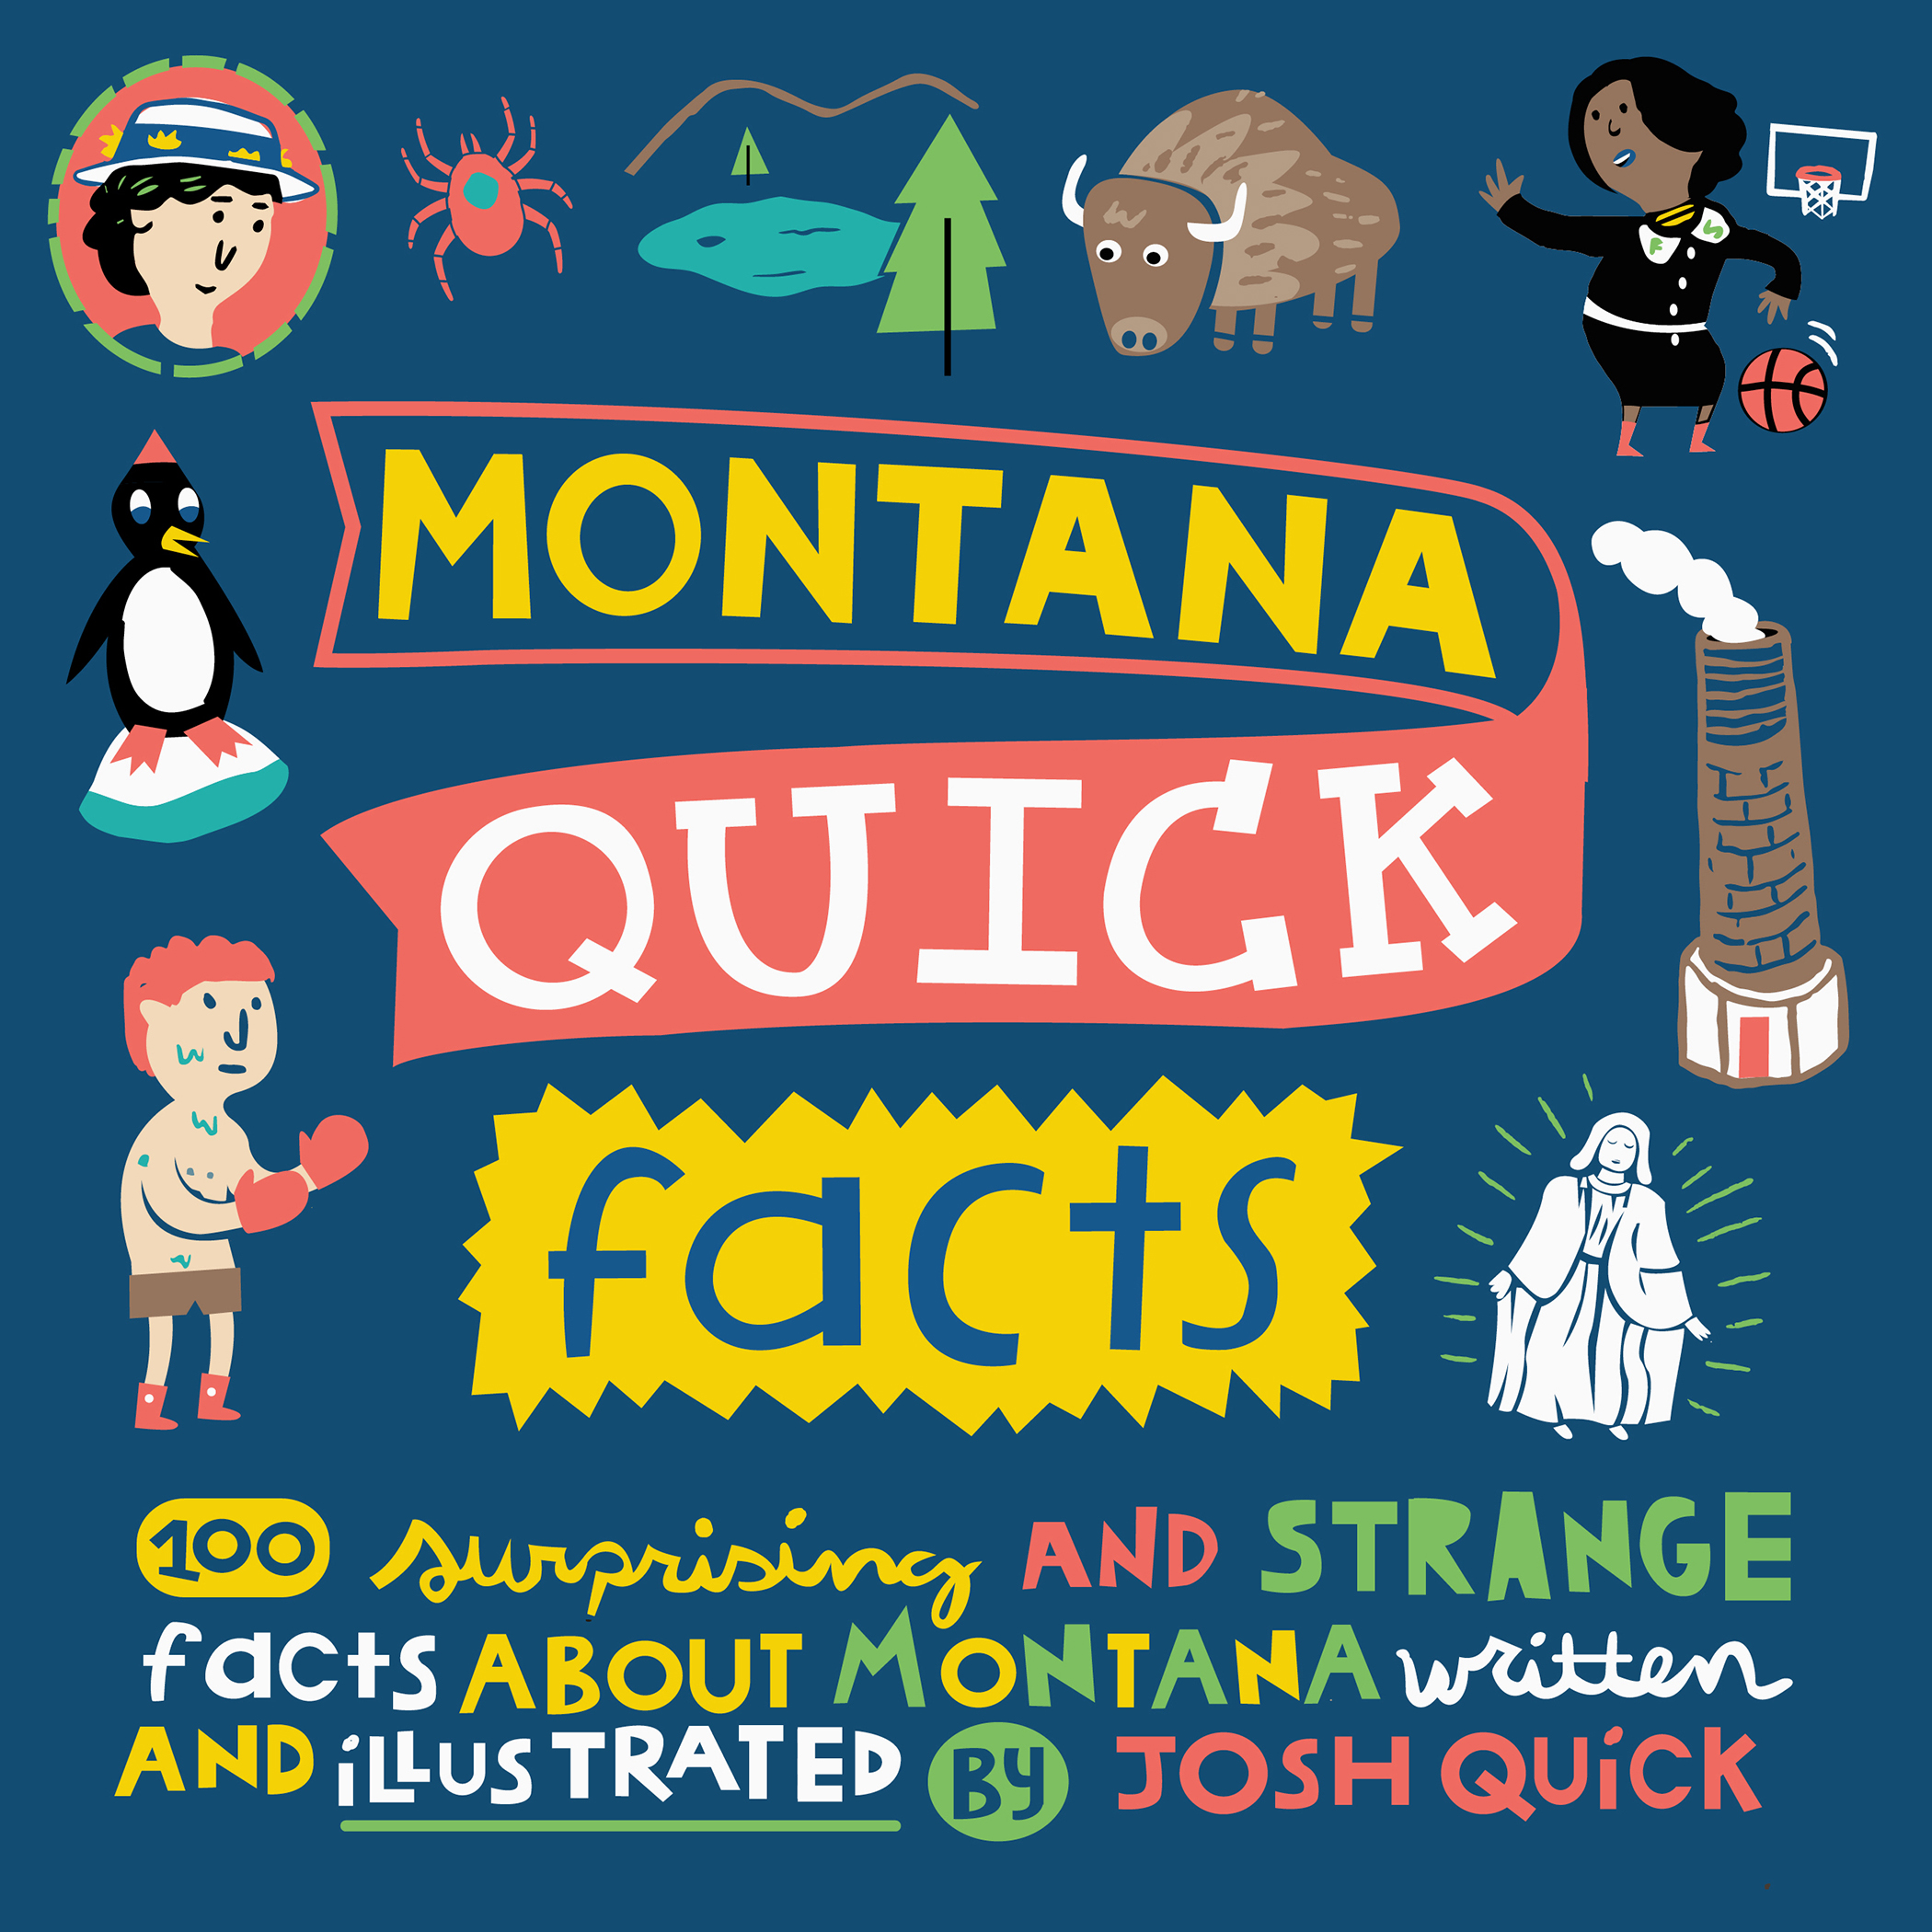 MONTANA
QUICK
facts
100 surprising AND STRANGE
facts ABOUT MONTANA written
AND iLLUSTRATED BY JOSH QUiCK